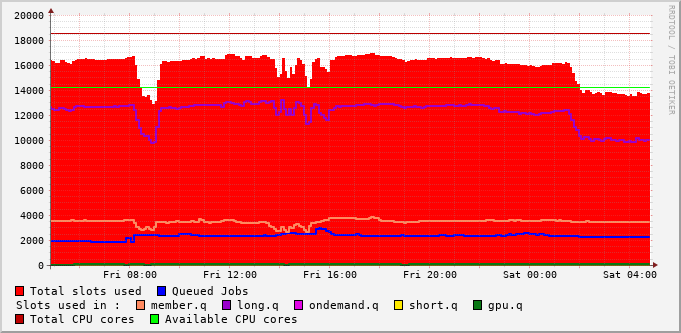 RRDTOOL / TOBI OETIKER
20000
18000
16000
14000
12000
10000
8000
6000
4000
2000
0
Fri 08:00 Fri 12:00 Fri 16:00 Fri 20:00 Sat 00:00 Sat 04:00
Total slots used Queued Jobs
Slots used in : member.q long.q ondemand.q short.q gpu.q
Total CPU cores Available CPU cores